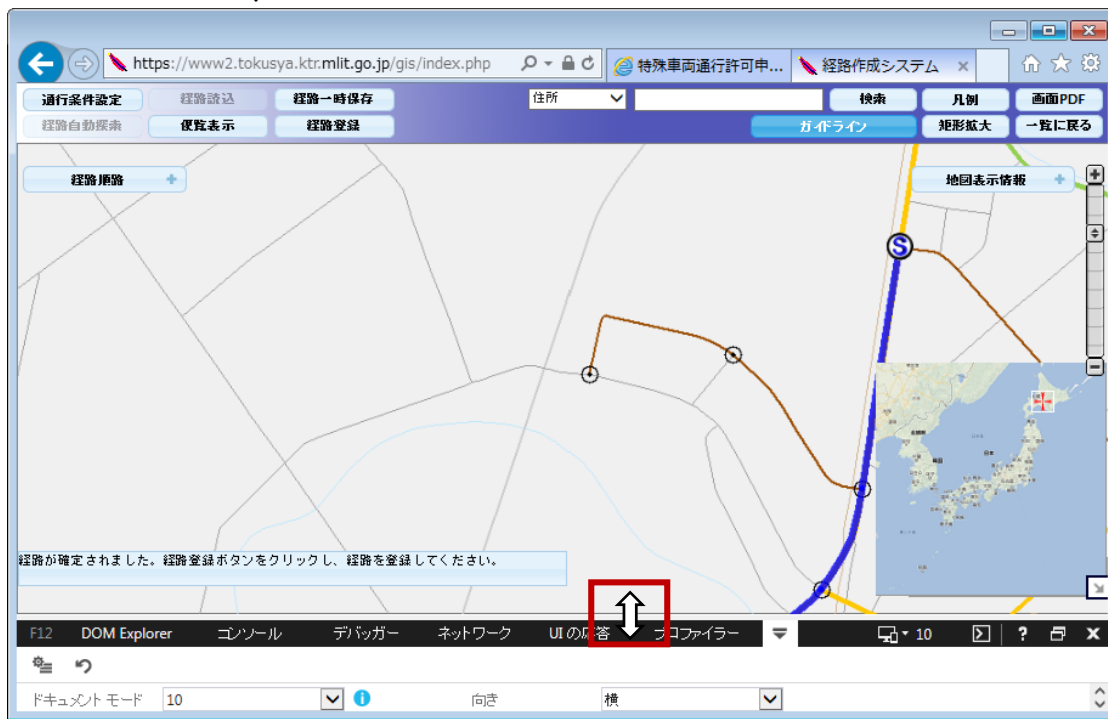 https://www2.tokusya.ktr.mlit.go.jp/gis/index.php
特殊車両通行許可申...
経路作成システム
通行条件設定 経路読込 経路一時保存 住所 検索 凡例 画面PDF
経路自動探索 便覧表示 経路登録 ガイドライン 矩形拡大 一覧に戻る
経路順路 +
地図表示情報 +
S
経路が確定されました。経路登録ボタンをクリックし、経路を登録してください。
F12 DOM Explorer コンソール デバッガー ネットワーク UI の応答 プロファイラー 10 ?
ドキュメント モード 10 向き 横